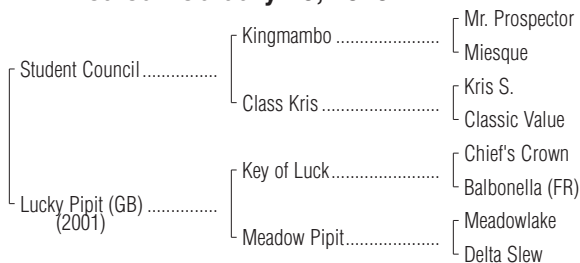 Mr. Prospector
Kingmambo ..................
Miesque
Student Council...............
Kris S.
Class Kris .....................
Classic Value
Chief's Crown
Key of Luck...................
Balbonella (FR)
Lucky Pipit (GB) ..............
(2001)
Meadowlake
Meadow Pipit.................
Delta Slew